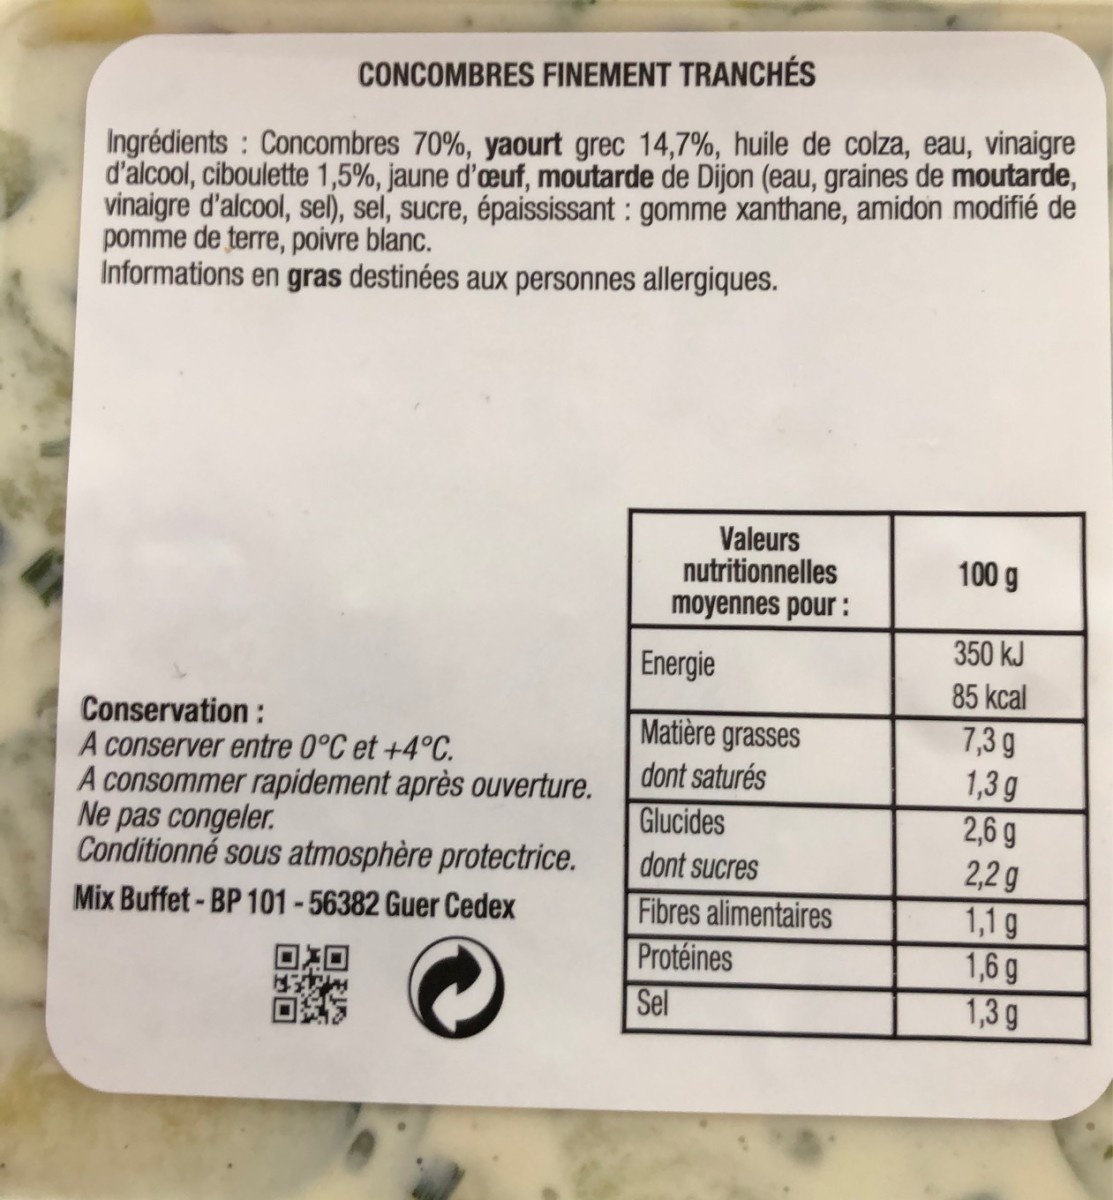 CONCOMBRES FINEMENT TRANCHÉS
Ingrédients : Concombres 70%, yaourt grec 14,7%, huile de colza, eau, vinaigre
d'alcool, ciboulette 1,5%, jaune d'œuf, moutarde de Dijon (eau, graines de moutarde,
vinaigre d'alcool, sel), sel, sucre, épaississant : gomme xanthane, amidon modifié de
pomme de terre, poivre blanc.
Informations en gras destinées aux personnes allergiques.
Conservation :
A conserver entre 0°C et +4°C.
A consommer rapidement après ouverture.
Ne pas congeler.
Conditionné sous atmosphère protectrice.
Mix Buffet - BP 101 - 56382 Guer Cedex
Valeurs
nutritionnelles
moyennes pour :
100 g
Energie
350 kJ
85 kcal
Matière grasses 7,3 g
dont saturés 1,3 g
Glucides 2,6 g
dont sucres 2,2 g
Fibres alimentaires 1,1 g
Protéines 1,6 g
Sel 1,3 g